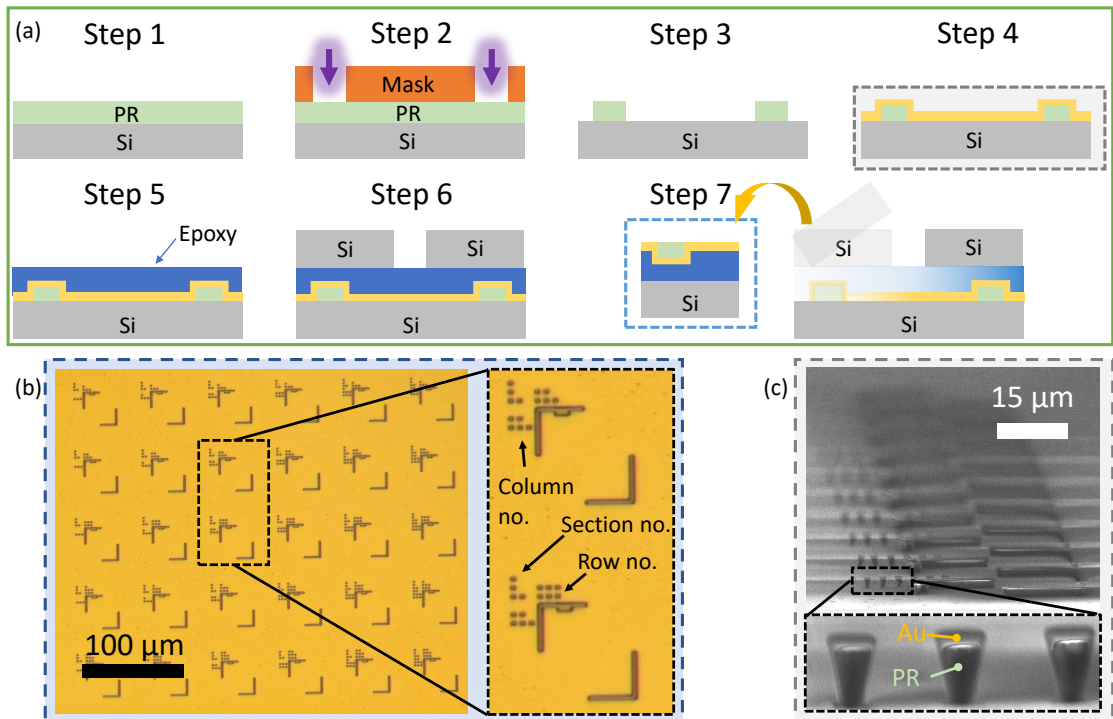 (a)
Step 1
Step 2
Step 3
Step 4
Mask
PR
PR
Si
Si
Si
Si
Step 5
Step 6
Step 7
Epoxy
Si
Si
Si
Si
Si
Si
Si
Si
(b)
100 μm
Column
no.
Section no.
Row no.
(c)
15 μm
Au
PR